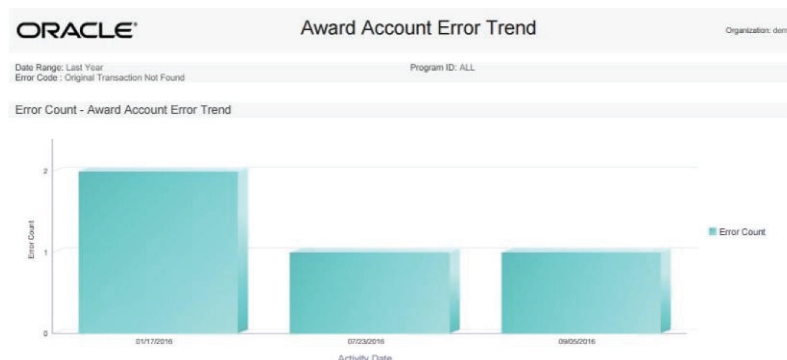 ORACLE®
Award Account Error Trend
Organization:
Date Range: Last Year
Program ID: ALL
Error Code : Original Transaction Not Found
Error Count - Award Account Error Trend
2
1
0
Error Count
Error Count
01/17/2016
07/23/2016
09/05/2016
Activity Date